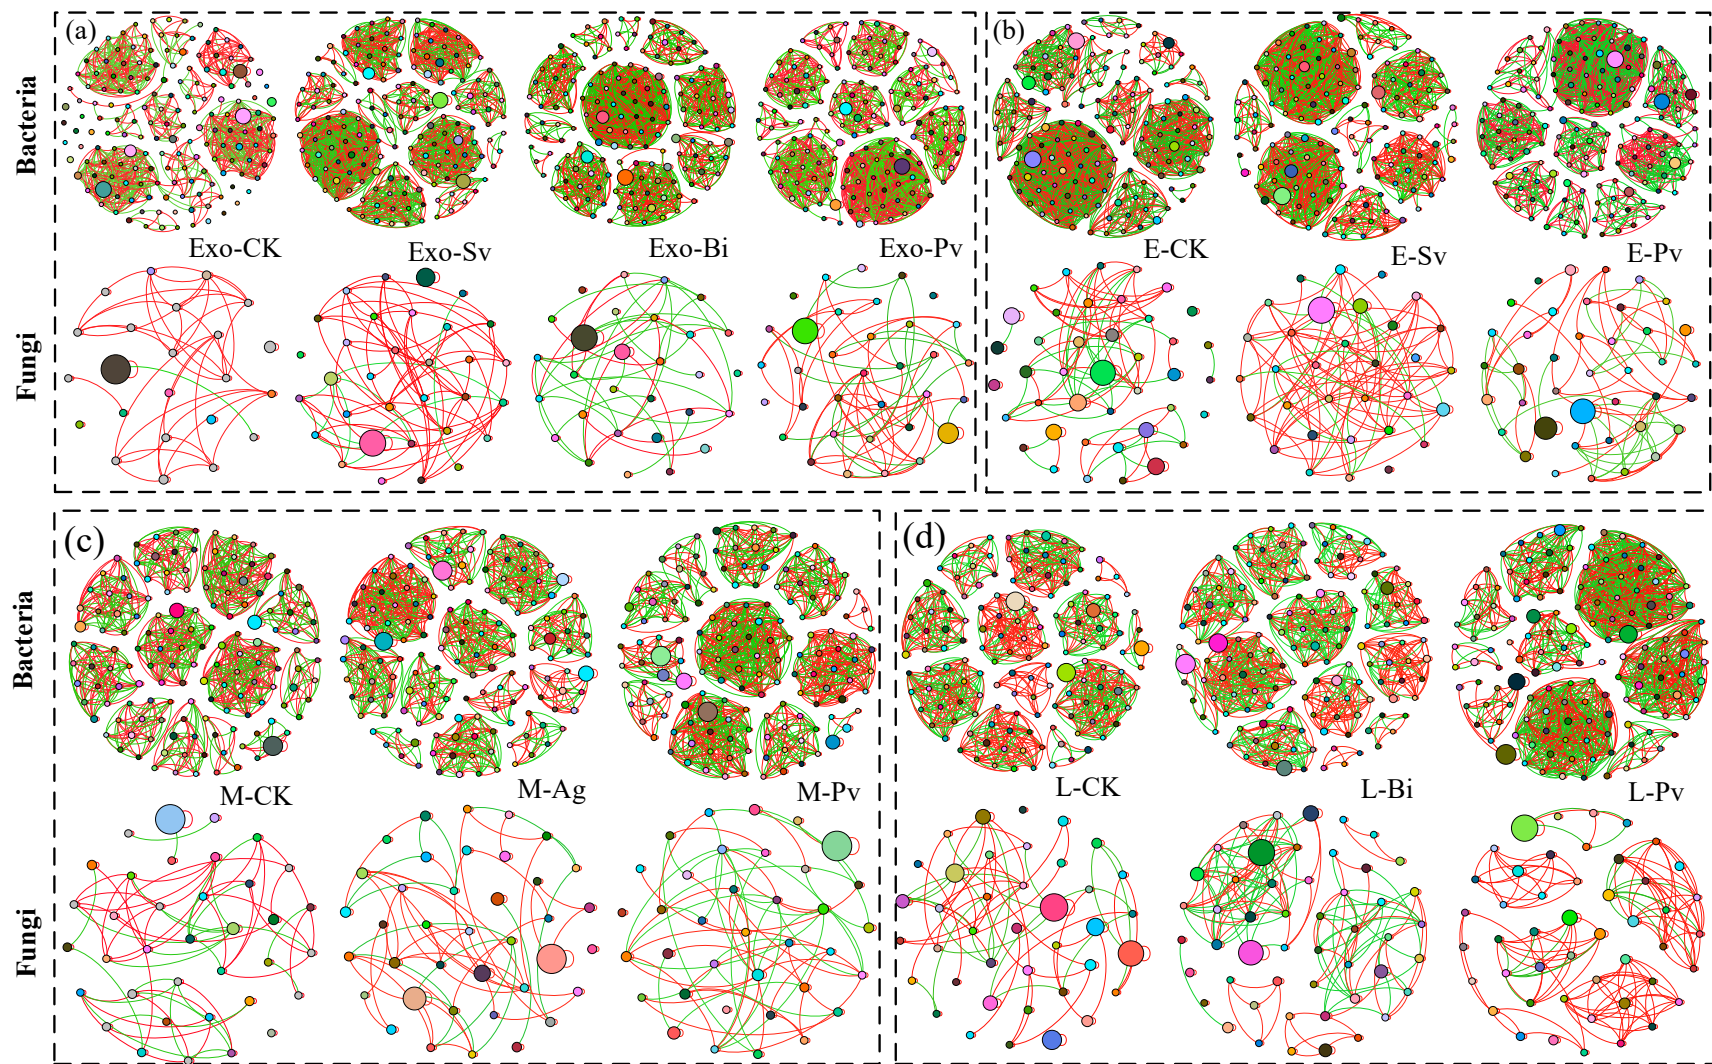 (a)
(b)
Bacteria
Exo-CK
Exo-Sv
Exo-Bi
Exo-Pv
E-CK
E-Sv
E-Pv
Fungi
(c)
(d)
Bacteria
M-CK
M-Ag
M-Pv
L-CK
L-Bi
L-Pv
Fungi